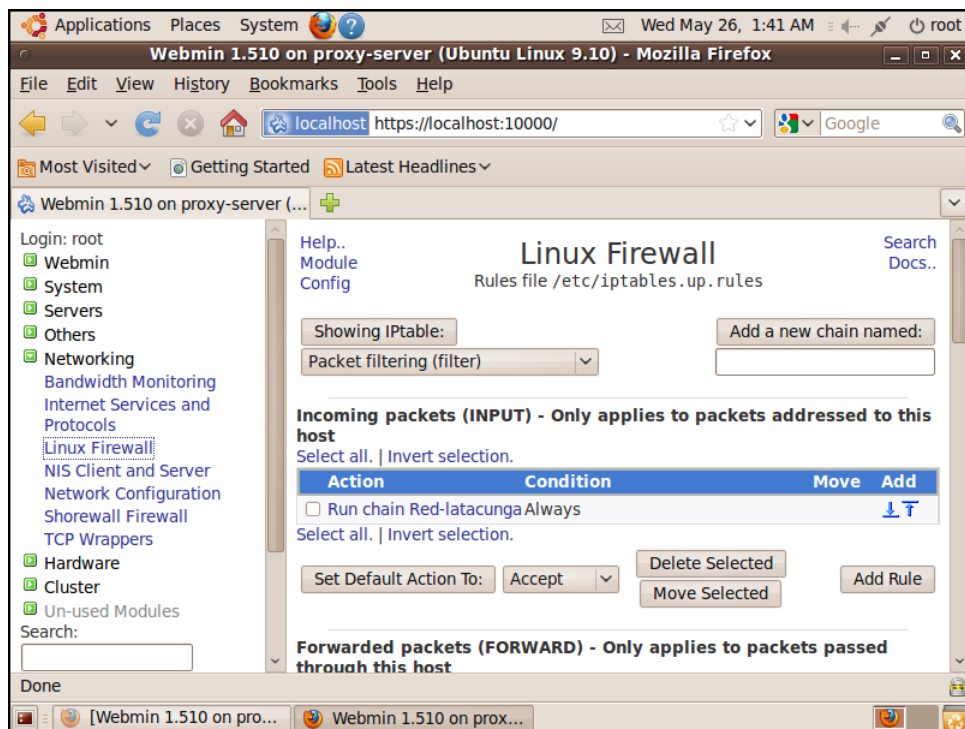 Applications Places System Wed May 26, 1:41 AM root
Webmin 1.510 on proxy-server (Ubuntu Linux 9.10) - Mozilla Firefox
File Edit View History Bookmarks Tools Help
localhost https://localhost:10000/ Google
Most Visited Getting Started Latest Headlines
Webmin 1.510 on proxy-server (...
Login: root
Webmin
System
Servers
Others
Networking
Bandwidth Monitoring
Internet Services and
Protocols
Linux Firewall
NIS Client and Server
Network Configuration
Shorewall Firewall
TCP Wrappers
Hardware
Cluster
Un-used Modules
Search:
Help..
Module
Config
Linux Firewall
Rules file /etc/iptables.up.rules
Search
Docs..
Showing IPtable:
Add a new chain named:
Packet filtering (filter)
Incoming packets (INPUT) - Only applies to packets addressed to this
host
Select all. | Invert selection.
Action Condition Move Add
Run chain Red-latacunga Always
Select all. | Invert selection.
Set Default Action To: Accept
Delete Selected
Move Selected
Add Rule
Forwarded packets (FORWARD) - Only applies to packets passed
through this host
Done
[Webmin 1.510 on pro... Webmin 1.510 on prox...